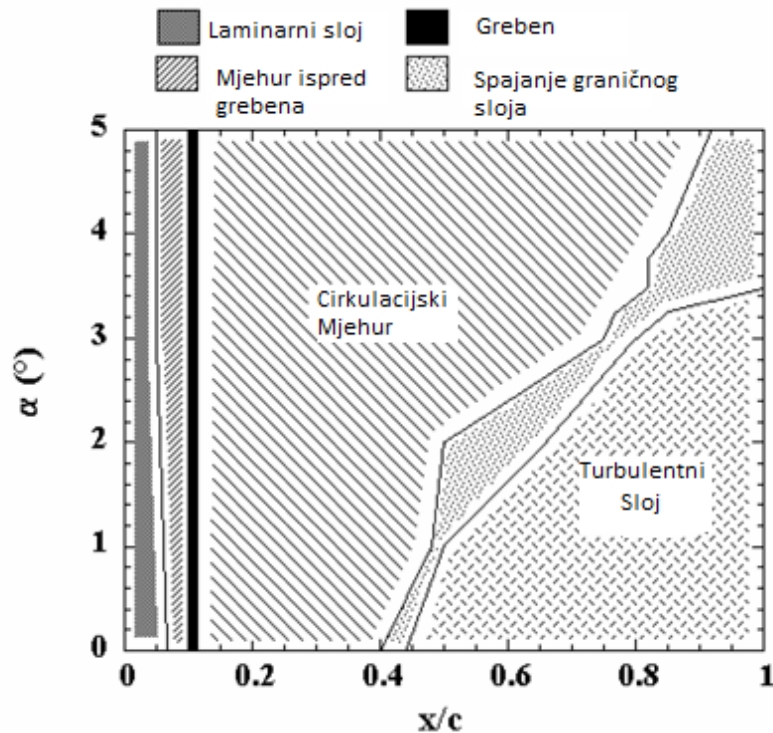 Laminarni sloj
Greben
Mjehur ispred
grebena
Spajanje graničnog
sloja
5
4
3
2
1
0
α (°)
Cirkulacijski
Mjehur
Turbulentni
Sloj
0 0.2 0.4 0.6 0.8 1
x/c